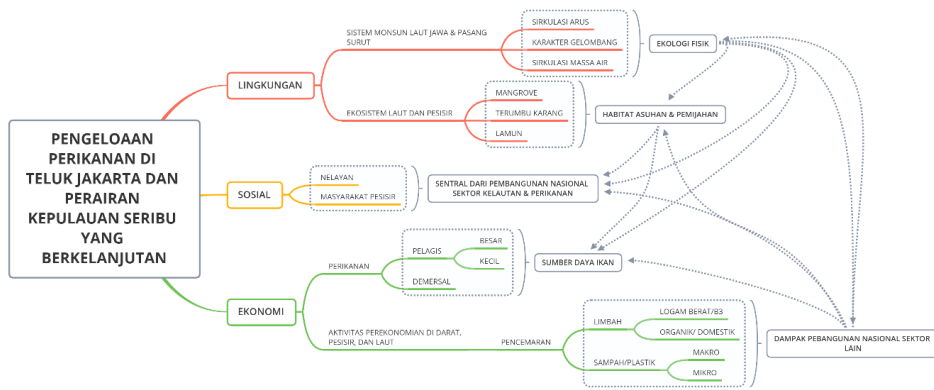 PENGELOAAN
PERIKANAN DI
TELUK JAKARTA DAN
PERAIRAN
KEPULAUAN SERIBU
YANG
BERKELANJUTAN
LINGKUNGAN
SISTEM MONSUN LAUT JAWA & PASANG
SURUT
SIRKULASI ARUS
KARAKTER GELOMBANG
SIRKULASI MASSA AIR
EKOLOGI FISIK
EKOSISTEM LAUT DAN PESISIR
MANGROVE
TERUMBU KARANG
LAMUN
HABITAT ASUHAN & PEMIJAHAN
SOSIAL
NELAYAN
MASYARAKAT PESISIR
SENTRAL DARI PEMBANGUNAN NASIONAL
SEKTOR KELAUTAN & PERIKANAN
EKONOMI
PERIKANAN
PELAGIS
BESAR
KECIL
DEMERSAL
SUMBER DAYA IKAN
AKTIVITAS PEREKONOMIAN DI DARAT,
PESISIR, DAN LAUT
PENCEMARAN
LIMBAH
LOGAM BERAT/B3
ORGANIK/ DOMESTIK
SAMPAH/PLASTIK
MAKRO
MIKRO
DAMPAK PEBANGUNAN NASIONAL SEKTOR
LAIN